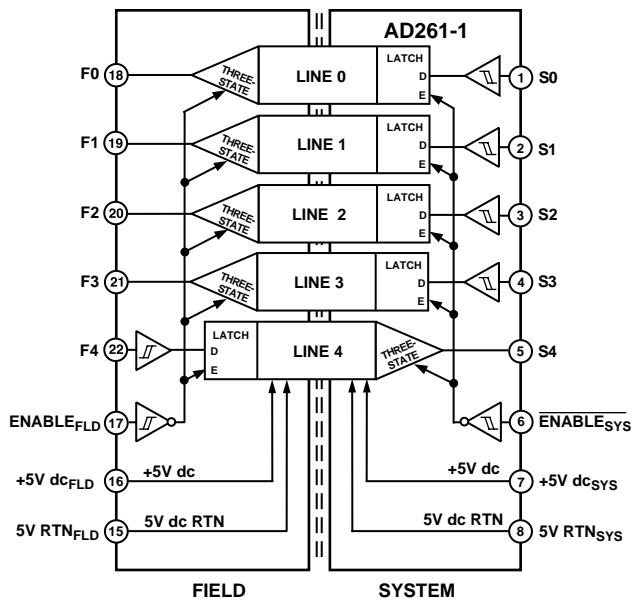 AD261-1
F0 18 THREE-STATE LINE 0 LATCH D E 1 S0
F1 19 THREE-STATE LINE 1 LATCH D E 2 S1
F2 20 THREE-STATE LINE 2 LATCH D E 3 S2
F3 21 THREE-STATE LINE 3 LATCH D E 4 S3
F4 22 LATCH D E LINE 4 THREE-STATE 5 S4
ENABLEFLD 17 6 ENABLESYS
+5V dcFLD 16 +5V dc +5V dc 7 +5V dcSYS
5V RTNFLD 15 5V dc RTN 5V dc RTN 8 5V RTNSYS
FIELD SYSTEM